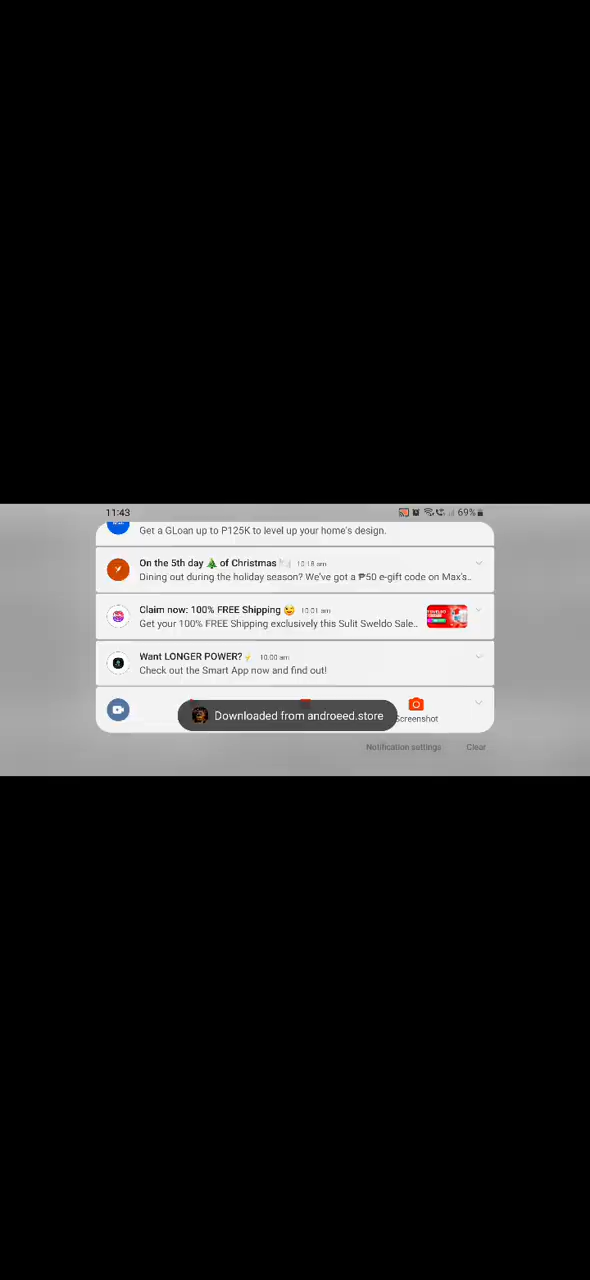 11:43
69%
Get a GLoan up to P125K to level up your home's design.
On the 5th day 🎄 of Christmas 10:18 am
Dining out during the holiday season? We've got a ₱50 e-gift code on Max's..
Claim now: 100% FREE Shipping 😉 10:01 am
Get your 100% FREE Shipping exclusively this Sulit Sweldo Sale..
Want LONGER POWER?⚡ 10:00 am
Check out the Smart App now and find out!
Downloaded from androeed.store
Screenshot
Notification settings
Clear